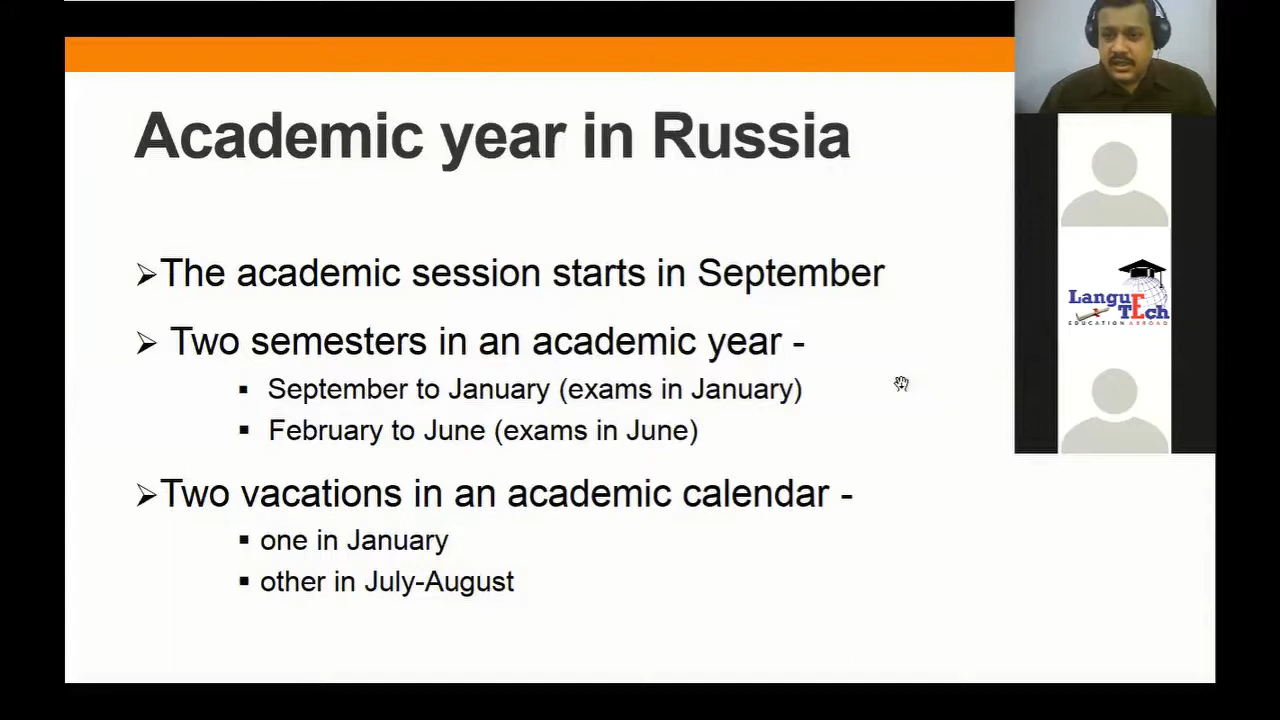 Academic year in Russia
➢The academic session starts in September
➢ Two semesters in an academic year -
▪ September to January (exams in January)
▪ February to June (exams in June)
➢Two vacations in an academic calendar -
▪ one in January
▪ other in July-August
Langu
TEch
EDUCATION ABROAD